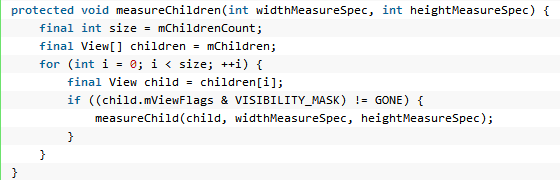 protected void measureChildren(int widthMeasureSpec, int heightMeasureSpec) {
    final int size = mChildrenCount;
    final View[] children = mChildren;
    for (int i = 0; i < size; ++i) {
        final View child = children[i];
        if ((child.mViewFlags & VISIBILITY_MASK) != GONE) {
            measureChild(child, widthMeasureSpec, heightMeasureSpec);
        }
    }
}